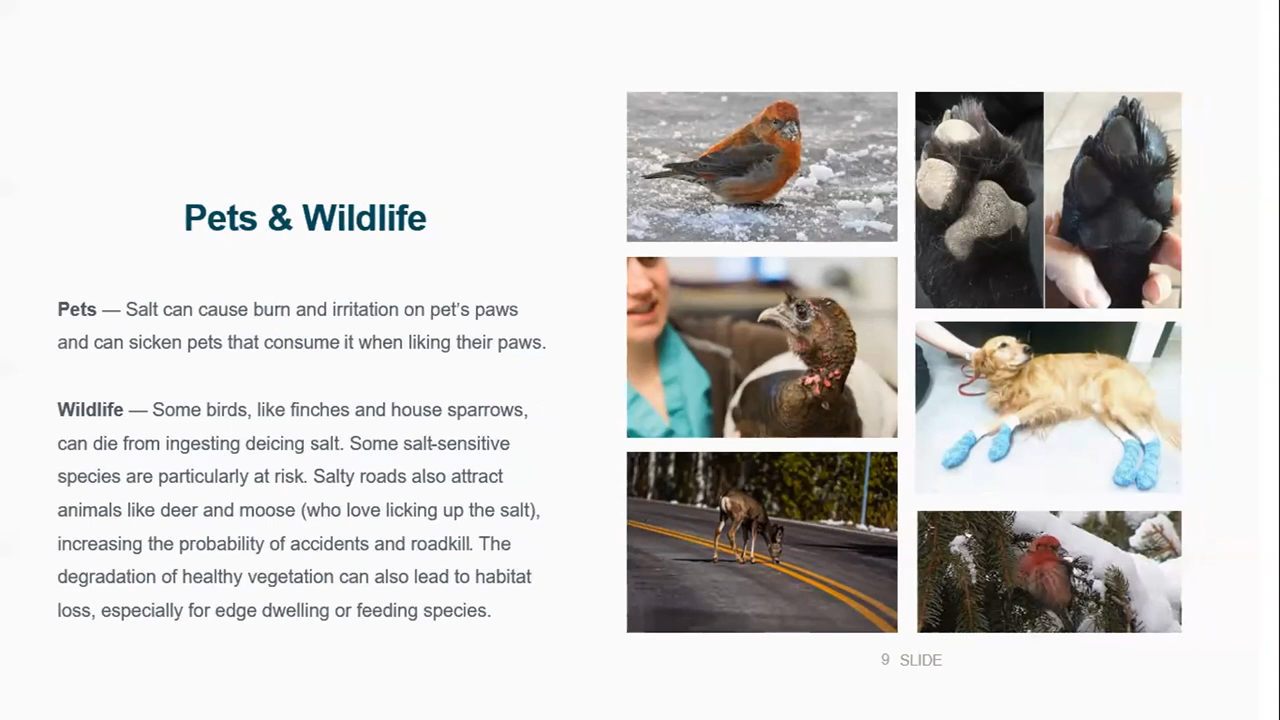 Pets & Wildlife
Pets — Salt can cause burn and irritation on pet's paws
and can sicken pets that consume it when liking their paws.
Wildlife — Some birds, like finches and house sparrows,
can die from ingesting deicing salt. Some salt-sensitive
species are particularly at risk. Salty roads also attract
animals like deer and moose (who love licking up the salt),
increasing the probability of accidents and roadkill. The
degradation of healthy vegetation can also lead to habitat
loss, especially for edge dwelling or feeding species.
9 SLIDE